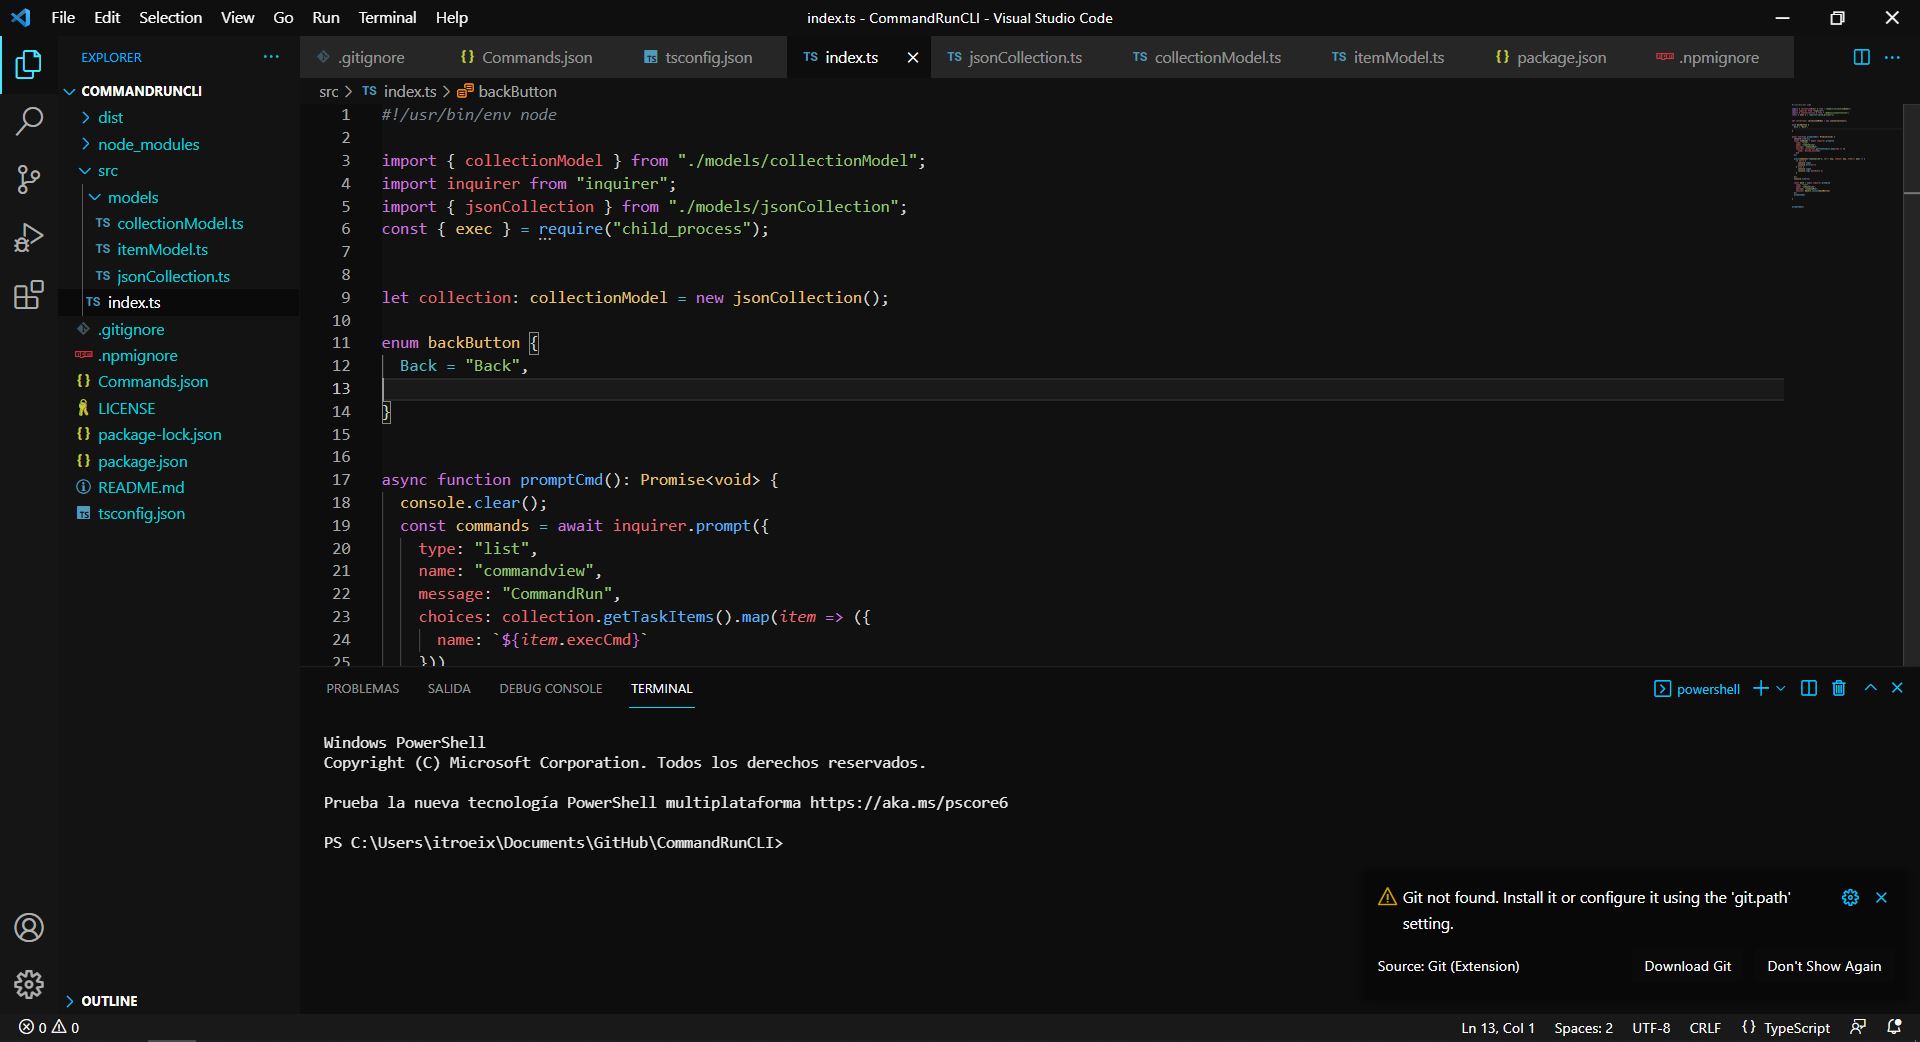 File Edit Selection View Go Run Terminal Help
index.ts - CommandRunCLI - Visual Studio Code
EXPLORER
COMMANDRUNCLI
dist
node_modules
src
models
TS collectionModel.ts
TS itemModel.ts
TS jsonCollection.ts
TS index.ts
.gitignore
.npmignore
{} Commands.json
LICENSE
{} package-lock.json
{} package.json
README.md
TS tsconfig.json
OUTLINE
.gitignore {} Commands.json TS tsconfig.json TS index.ts TS jsonCollection.ts TS collectionModel.ts TS itemModel.ts {} package.json .npmignore
src > TS index.ts > backButton
1 #!/usr/bin/env node
2
3 import { collectionModel } from "./models/collectionModel";
4 import inquirer from "inquirer";
5 import { jsonCollection } from "./models/jsonCollection";
6 const { exec } = require("child_process");
7
8
9 let collection: collectionModel = new jsonCollection();
10
11 enum backButton {
12 Back = "Back",
13
14 }
15
16
17 async function promptCmd(): Promise<void> {
18 console.clear();
19 const commands = await inquirer.prompt({
20 type: "list",
21 name: "commandview",
22 message: "CommandRun",
23 choices: collection.getTaskItems().map(item => ({
24 name: `${item.execCmd}`
25 }))
PROBLEMAS SALIDA DEBUG CONSOLE TERMINAL
powershell
Windows PowerShell
Copyright (C) Microsoft Corporation. Todos los derechos reservados.
Prueba la nueva tecnología PowerShell multiplataforma https://aka.ms/pscore6
PS C:\Users\itroeix\Documents\GitHub\CommandRunCLI>
Git not found. Install it or configure it using the 'git.path'
setting.
Source: Git (Extension)
Download Git
Don't Show Again
0 0
Ln 13, Col 1 Spaces: 2 UTF-8 CRLF {} TypeScript